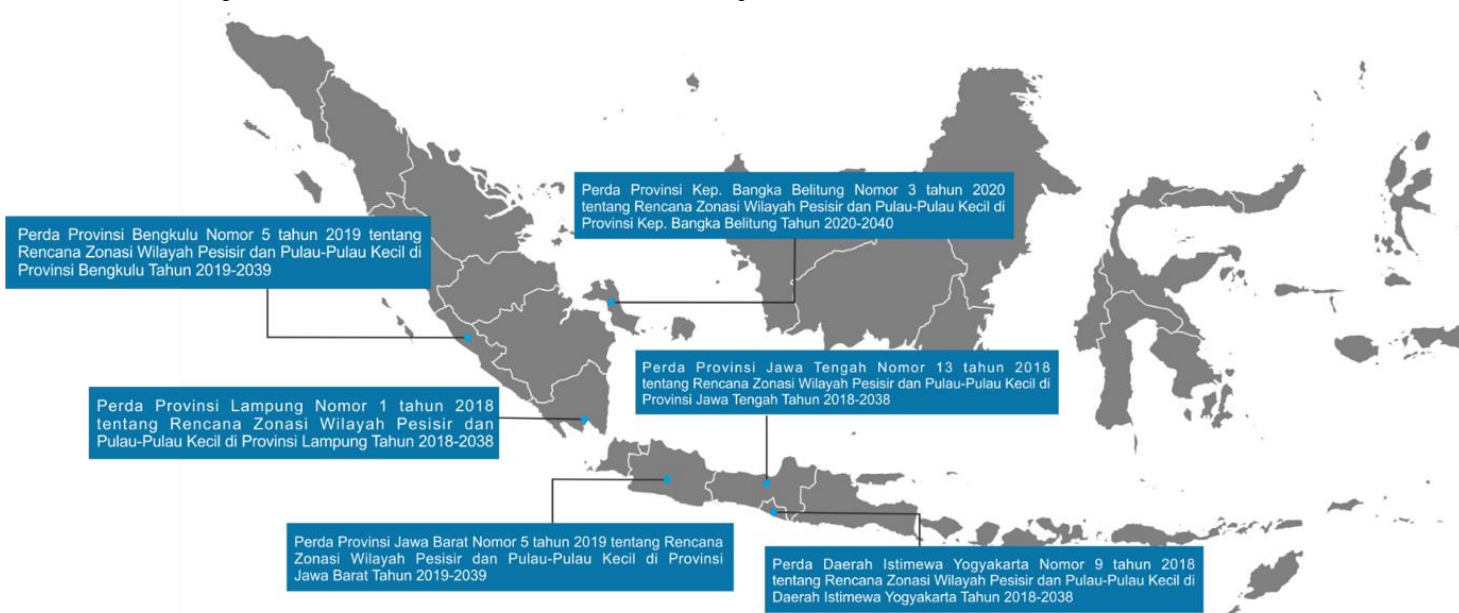 Perda Provinsi Kep. Bangka Belitung Nomor 3 tahun 2020
tentang Rencana Zonasi Wilayah Pesisir dan Pulau-Pulau Kecil di
Provinsi Kep. Bangka Belitung Tahun 2020-2040
Perda Provinsi Bengkulu Nomor 5 tahun 2019 tentang
Rencana Zonasi Wilayah Pesisir dan Pulau-Pulau Kecil di
Provinsi Bengkulu Tahun 2019-2039
Perda Provinsi Jawa Tengah Nomor 13 tahun 2018
tentang Rencana Zonasi Wilayah Pesisir dan Pulau-Pulau Kecil di
Provinsi Jawa Tengah Tahun 2018-2038
Perda Provinsi Lampung Nomor 1 tahun 2018
tentang Rencana Zonasi Wilayah Pesisir dan
Pulau-Pulau Kecil di Provinsi Lampung Tahun 2018-2038
Perda Provinsi Jawa Barat Nomor 5 tahun 2019 tentang Rencana
Zonasi Wilayah Pesisir dan Pulau-Pulau Kecil di Provinsi
Jawa Barat Tahun 2019-2039
Perda Daerah Istimewa Yogyakarta Nomor 9 tahun 2018
tentang Rencana Zonasi Wilayah Pesisir dan Pulau-Pulau Kecil di
Daerah Istimewa Yogyakarta Tahun 2018-2038